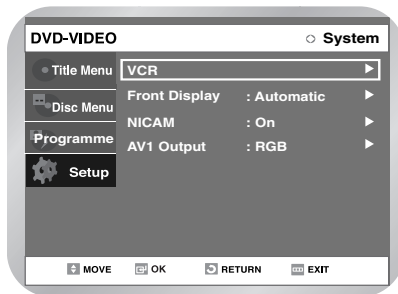 DVD-VIDEO System
Title Menu
Disc Menu
Programme
Setup
VCR
Front Display : Automatic
NICAM : On
AV1 Output : RGB
MOVE OK RETURN EXIT